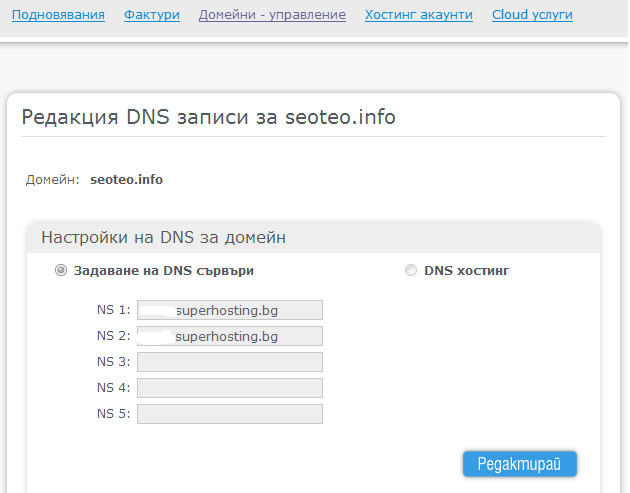 Подновявания Фактури Домейни - управление Хостинг акаунти Cloud услуги
Редакция DNS записи за seoteo.info
Домейн: seoteo.info
Настройки на DNS за домейн
Задаване на DNS сървъри DNS хостинг
NS 1: superhosting.bg
NS 2: superhosting.bg
NS 3:
NS 4:
NS 5:
Редактирай